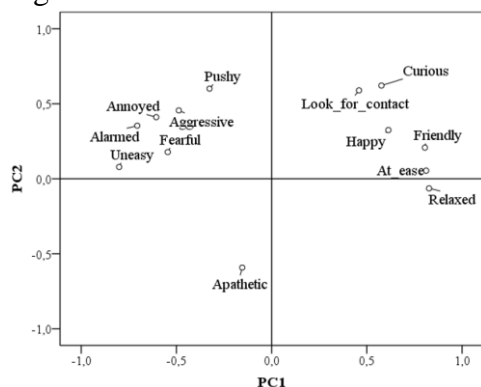 1,0
Curious
Pushy
Look_for_contact
0,5
Annoyed
Aggressive
Alarmed
Fearful
Happy
Friendly
Uneasy
At_ease
PC2
0,0
Relaxed
-0,5
Apathetic
-1,0
-1,0 -0,5 0,0 0,5 1,0
PC1